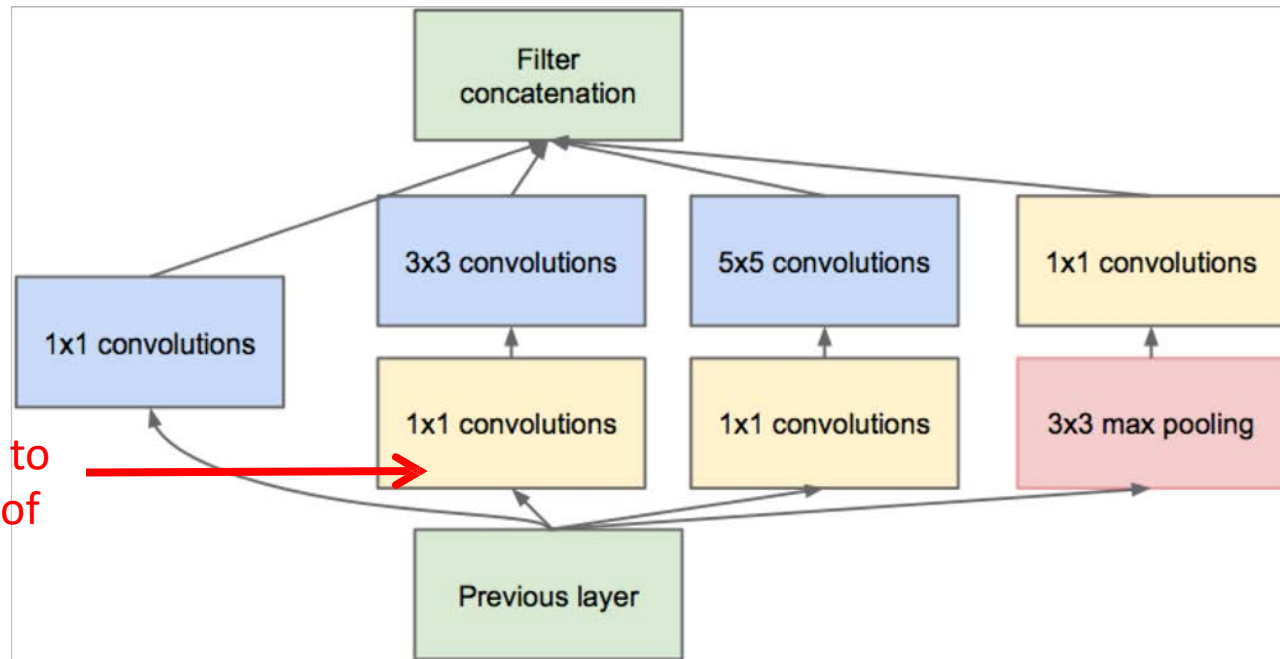 Filter
concatenation
3x3 convolutions
5x5 convolutions
1x1 convolutions
1x1 convolutions
1x1 convolutions
1x1 convolutions
3x3 max pooling
to
of
Previous layer